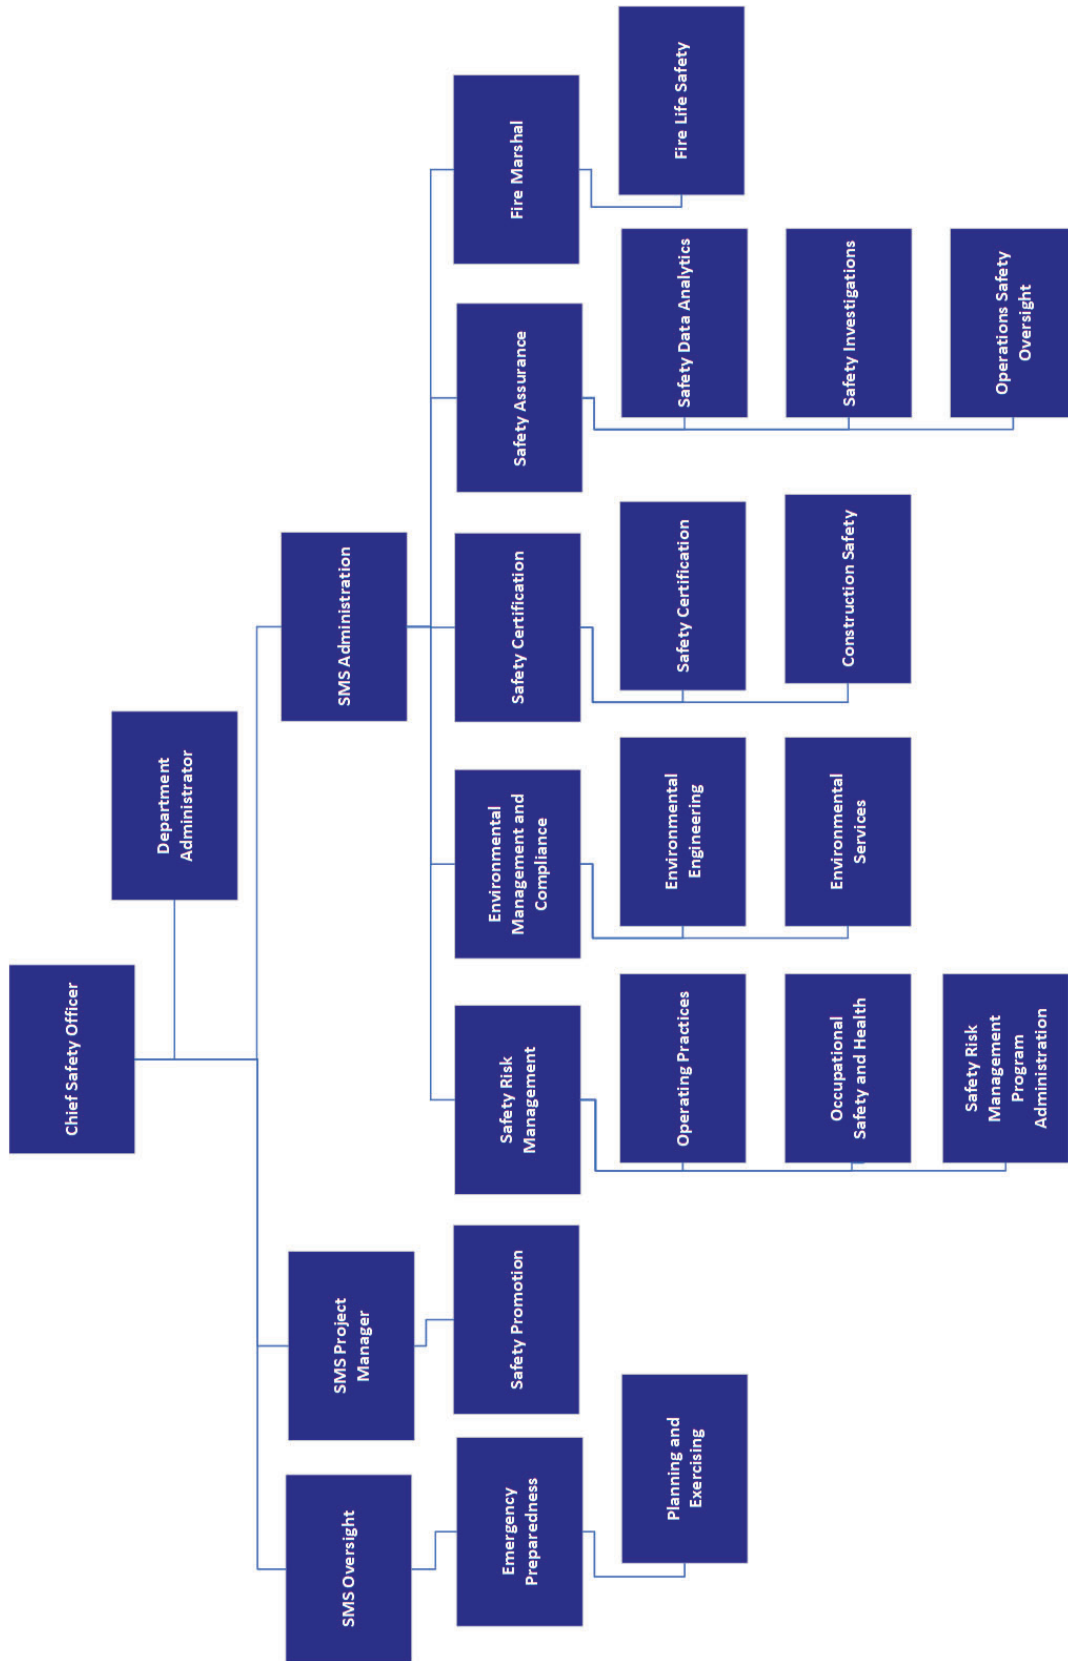 Chief Safety Officer
Department
Administrator
SMS Oversight
SMS Project
Manager
SMS Administration
Emergency
Preparedness
Safety Promotion
Safety Risk
Management
Environmental
Management and
Compliance
Safety Certification
Safety Assurance
Fire Marshal
Planning and
Exercising
Operating Practices
Environmental
Engineering
Safety Certification
Safety Data Analytics
Fire Life Safety
Occupational
Safety and Health
Environmental
Services
Construction Safety
Safety Investigations
Safety Risk
Management
Program
Administration
Operations Safety
Oversight